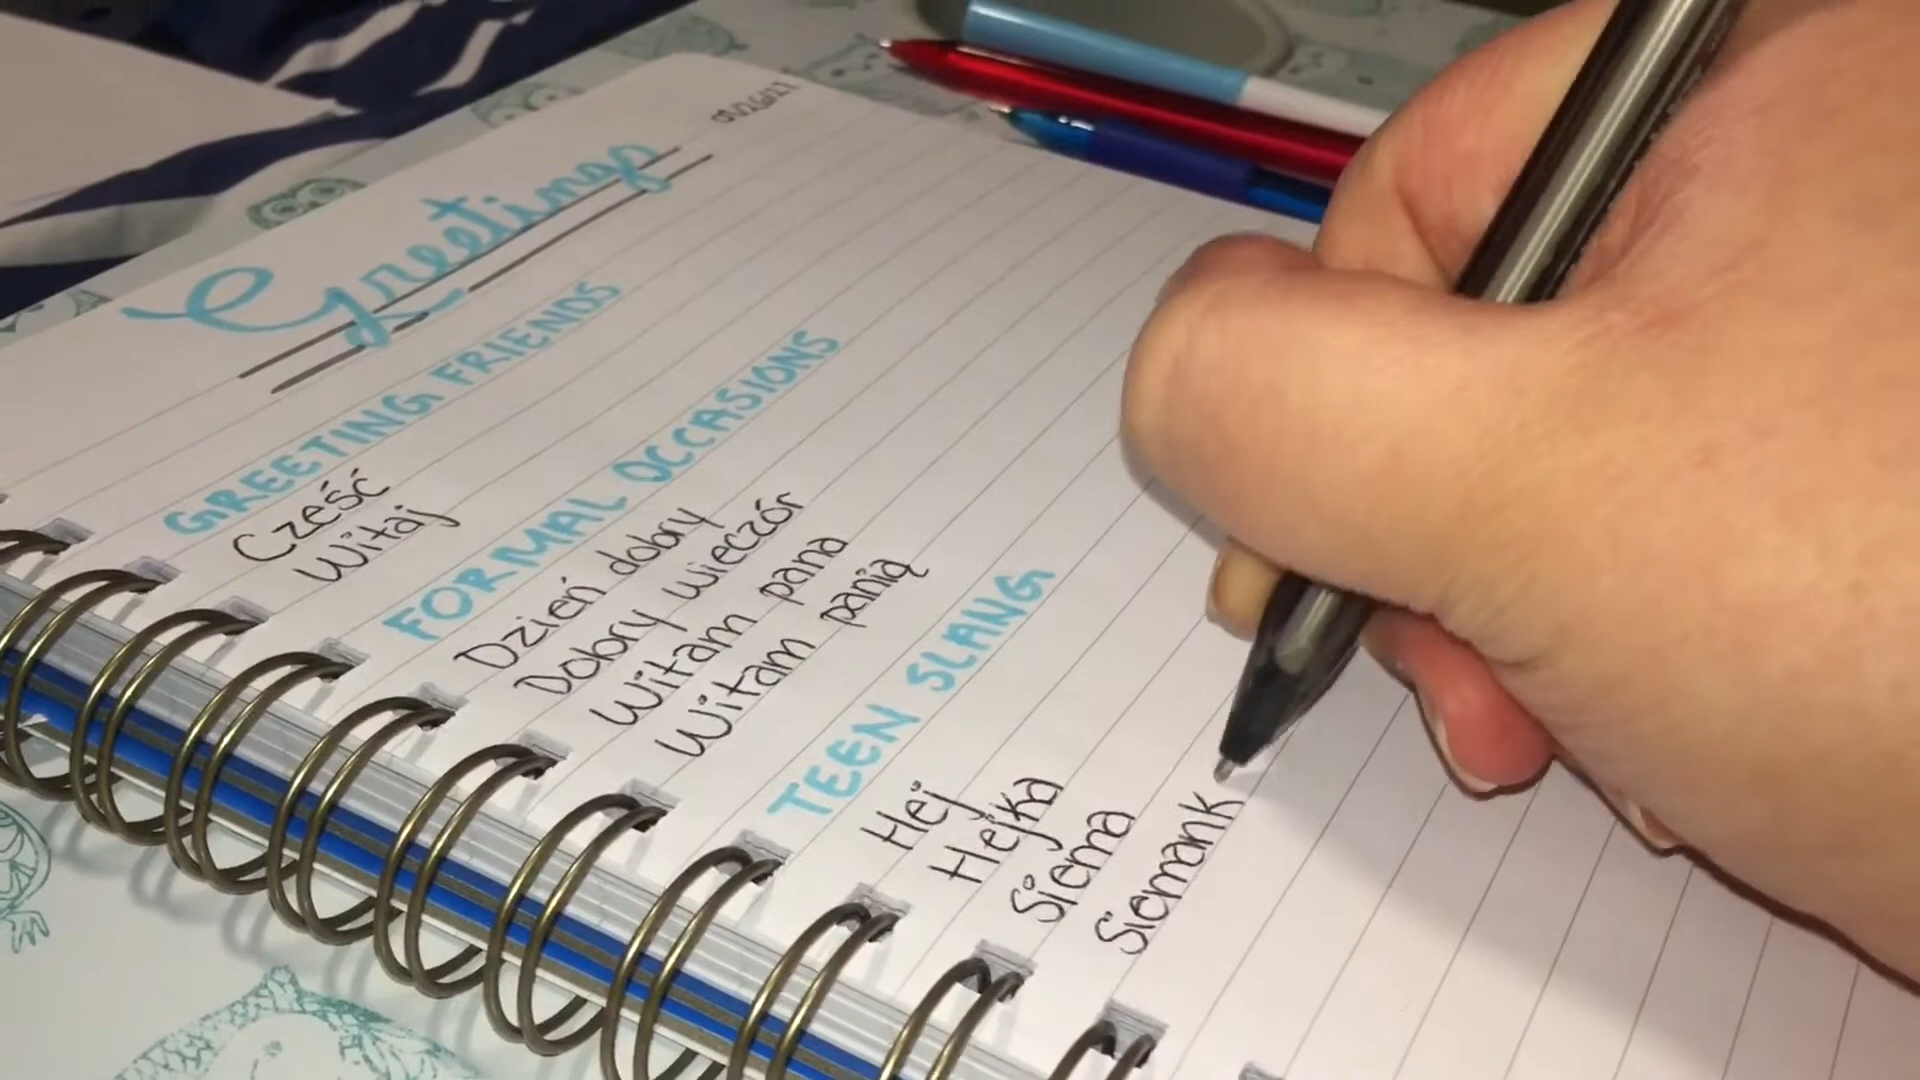 Greetings
GREETING FRIENDS
Cześć
Witaj
FORMAL OCCASIONS
Dzień dobry
Dobry wieczór
Witam pana
Witam panią
TEEN SLANG
Hej
Hejka
Siema
Siemank